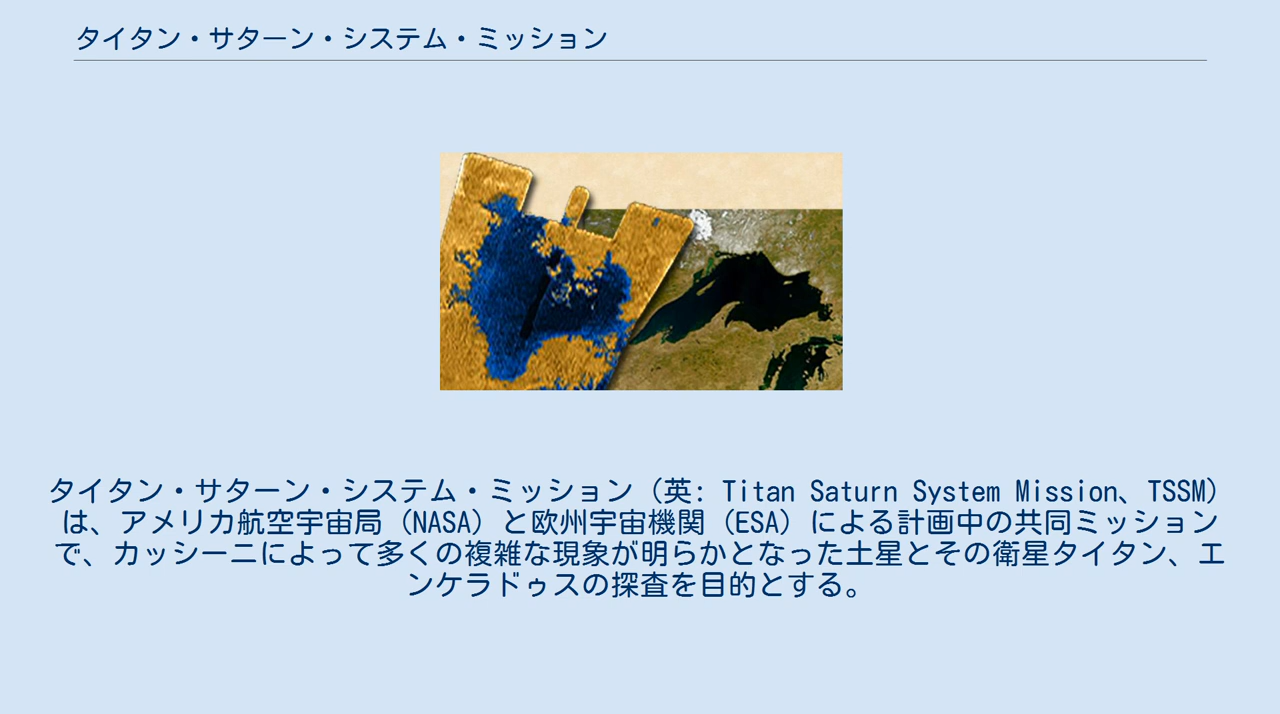 タイタン・サターン・システム・ミッション
タイタン・サターン・システム・ミッション（英: Titan Saturn System Mission、TSSM）
は、アメリカ航空宇宙局（NASA）と欧州宇宙機関（ESA）による計画中の共同ミッション
で、カッシーニによって多くの複雑な現象が明らかとなった土星とその衛星タイタン、エ
ンケラドゥスの探査を目的とする。